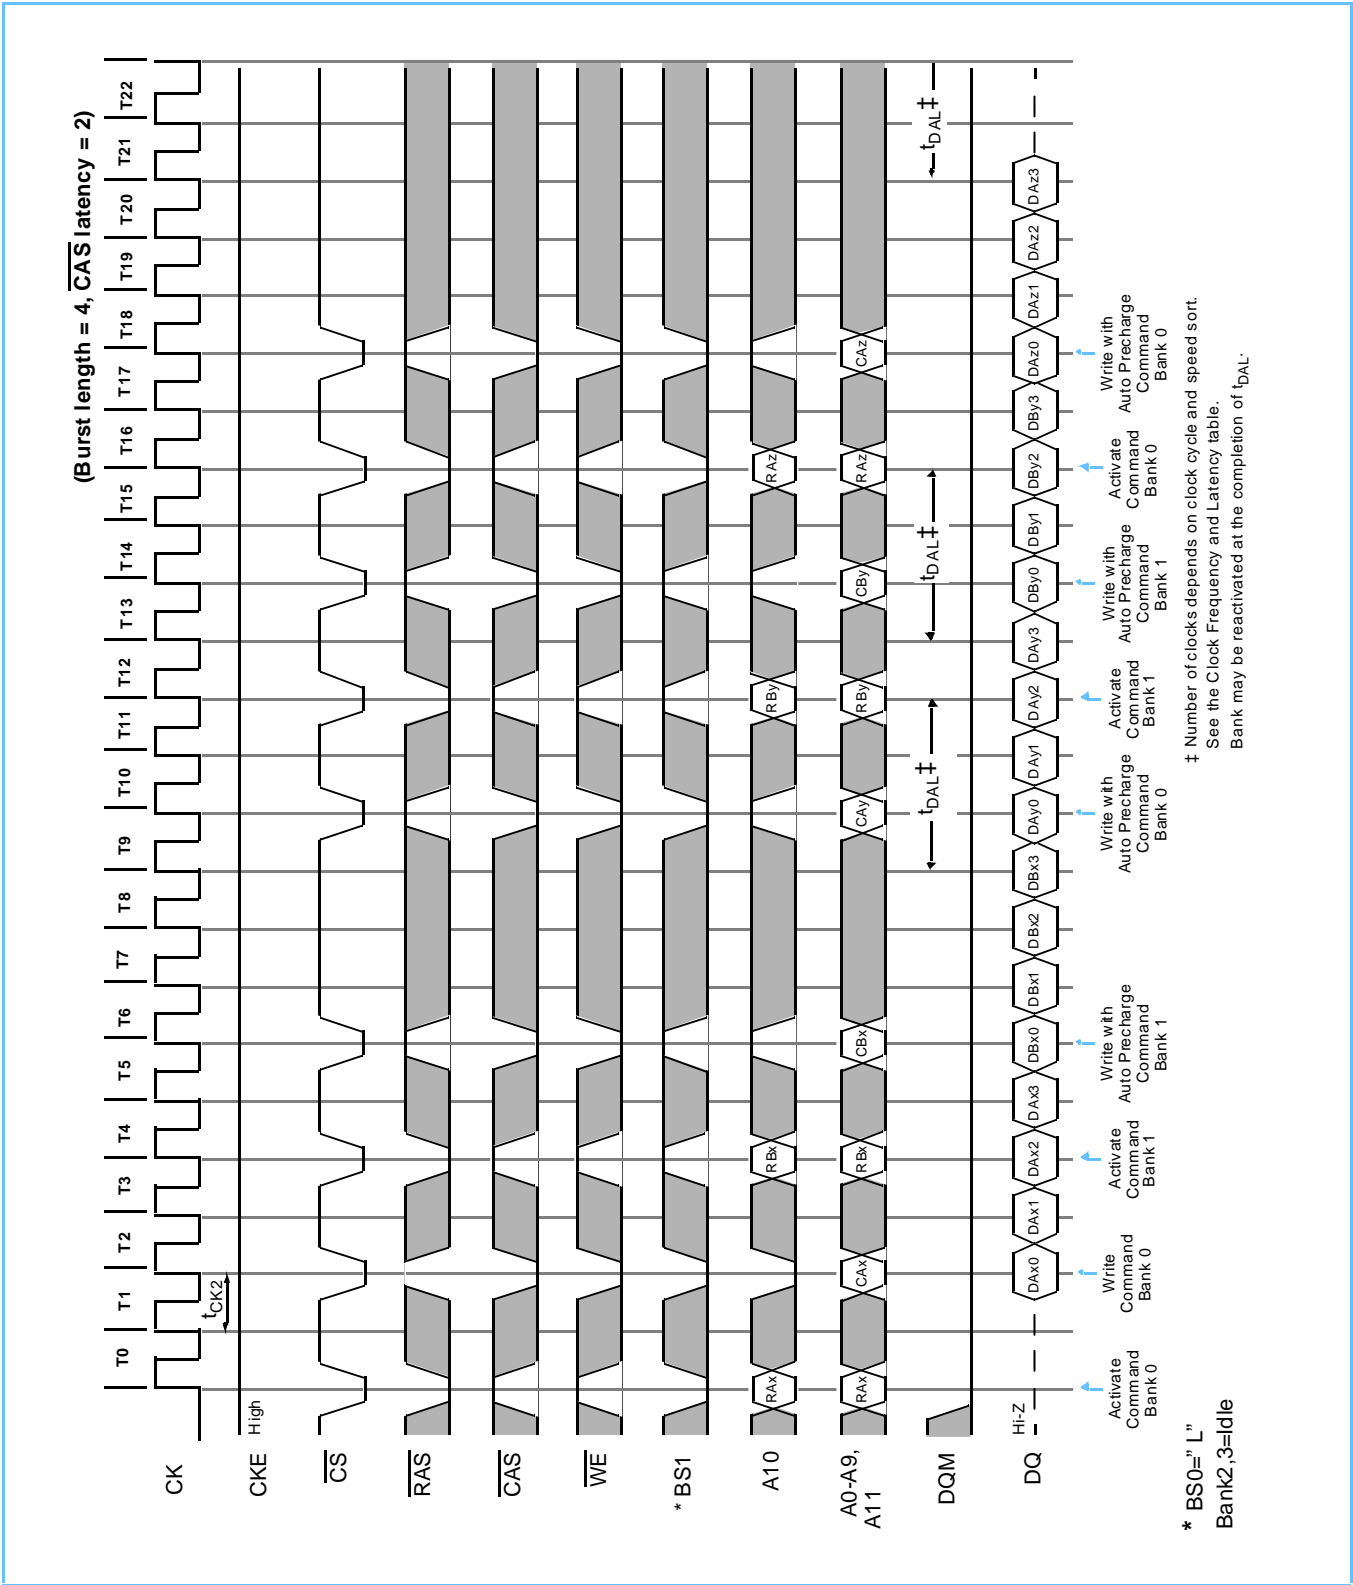 (Burst length = 4, CAS latency = 2)
T0 T1 T2 T3 T4 T5 T6 T7 T8 T9 T10 T11 T12 T13 T14 T15 T16 T17 T18 T19 T20 T21 T22
CK
tCK2
CKE
High
CS
RAS
CAS
WE
* BS1
A10
RAx RBx RBy RAz
A0-A9,
A11
RAx CAx RBx CBx CAy RBy CBy RAz CAz
DQM
tDAL‡ tDAL‡ tDAL‡
DQ
Hi-Z
DAx0 DAx1 DAx2 DAx3 DBx0 DBx1 DBx2 DBx3 DAy0 DAy1 DAy2 DAy3 DBy0 DBy1 DBy2 DBy3 DAz0 DAz1 DAz2 DAz3
Activate
Command
Bank 0
Write
Command
Bank 0
Activate
Command
Bank 1
Write with
Auto Precharge
Command
Bank 1
Write with
Auto Precharge
Command
Bank 0
Activate
Command
Bank 1
Write with
Auto Precharge
Command
Bank 1
Activate
Command
Bank 0
Write with
Auto Precharge
Command
Bank 0
* BS0=” L”
Bank2,3=Idle
‡ Number of clocks depends on clock cycle and speed sort.
See the Clock Frequency and Latency table.
Bank may be reactivated at the completion of tDAL.